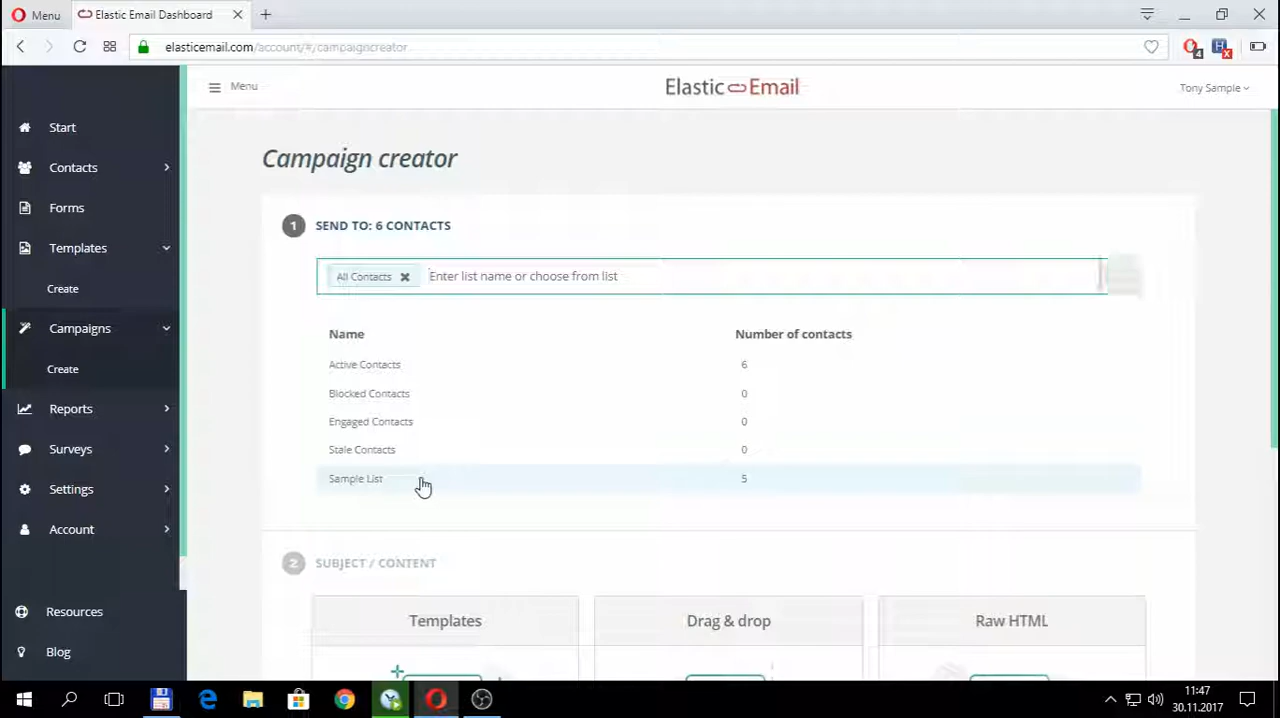 Menu
Elastic Email Dashboard
elasticemail.com/account/#/campaigncreator
4
Start
Contacts
Forms
Templates
Create
Campaigns
Create
Reports
Surveys
Settings
Account
Resources
Blog
Menu
Elastic Email
Tony Sample
Campaign creator
1 SEND TO: 6 CONTACTS
All Contacts Enter list name or choose from list
Name Number of contacts
Active Contacts 6
Blocked Contacts 0
Engaged Contacts 0
Stale Contacts 0
Sample List 5
2 SUBJECT / CONTENT
Templates Drag & drop Raw HTML
11:47
30.11.2017